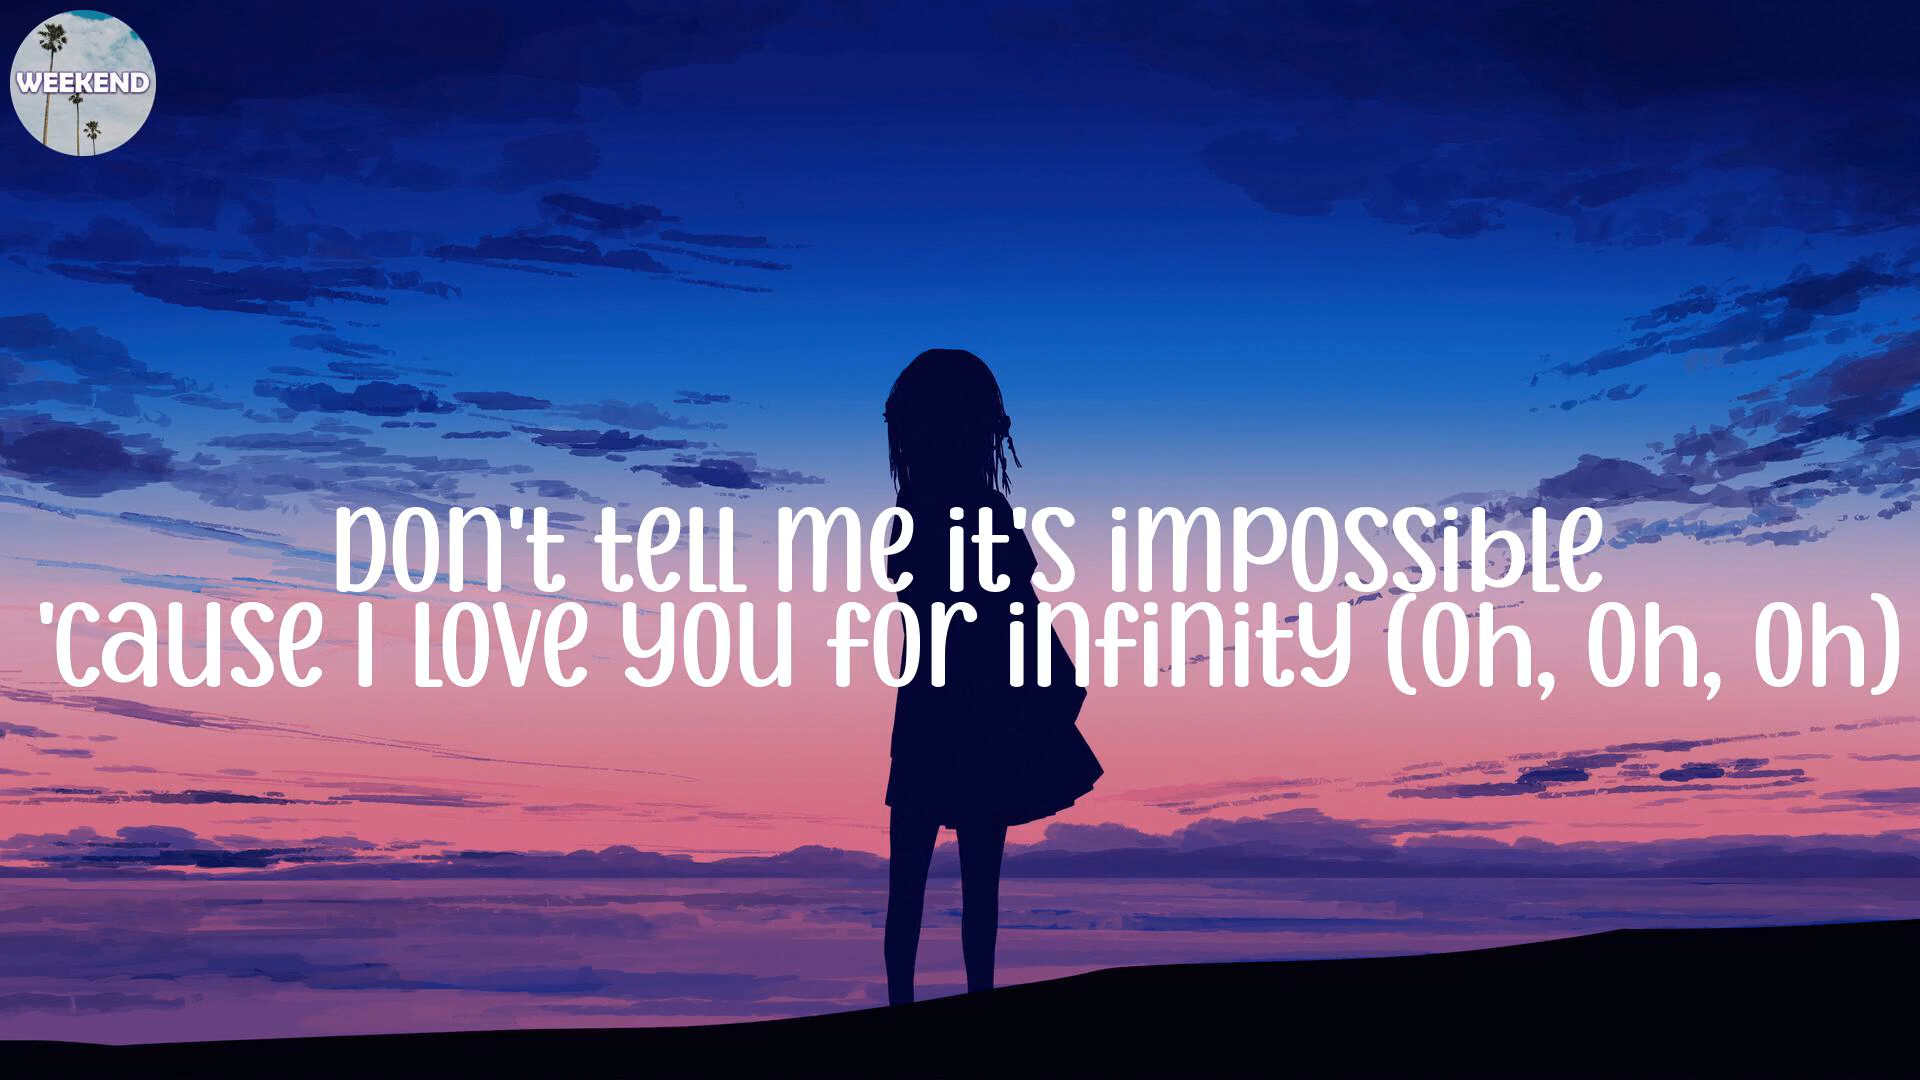 WEEKEND
Don't tell me it's impossible
'cause I love you for infinity (Oh, Oh, Oh)